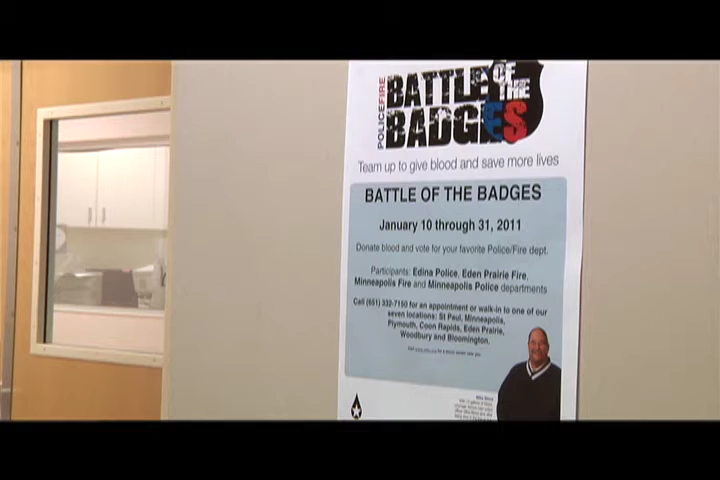 POLICE FIRE
BATTLE OF THE
BADGES
Team up to give blood and save more lives
BATTLE OF THE BADGES
January 10 through 31, 2011
Donate blood and vote for your favorite Police/Fire dept.
Participants: Edina Police, Eden Prairie Fire,
Minneapolis Fire and Minneapolis Police departments
Call (651) 332-7150 for an appointment or walk-in to one of our
seven locations: St Paul, Minneapolis,
Plymouth, Coon Rapids, Eden Prairie,
Woodbury and Bloomington.